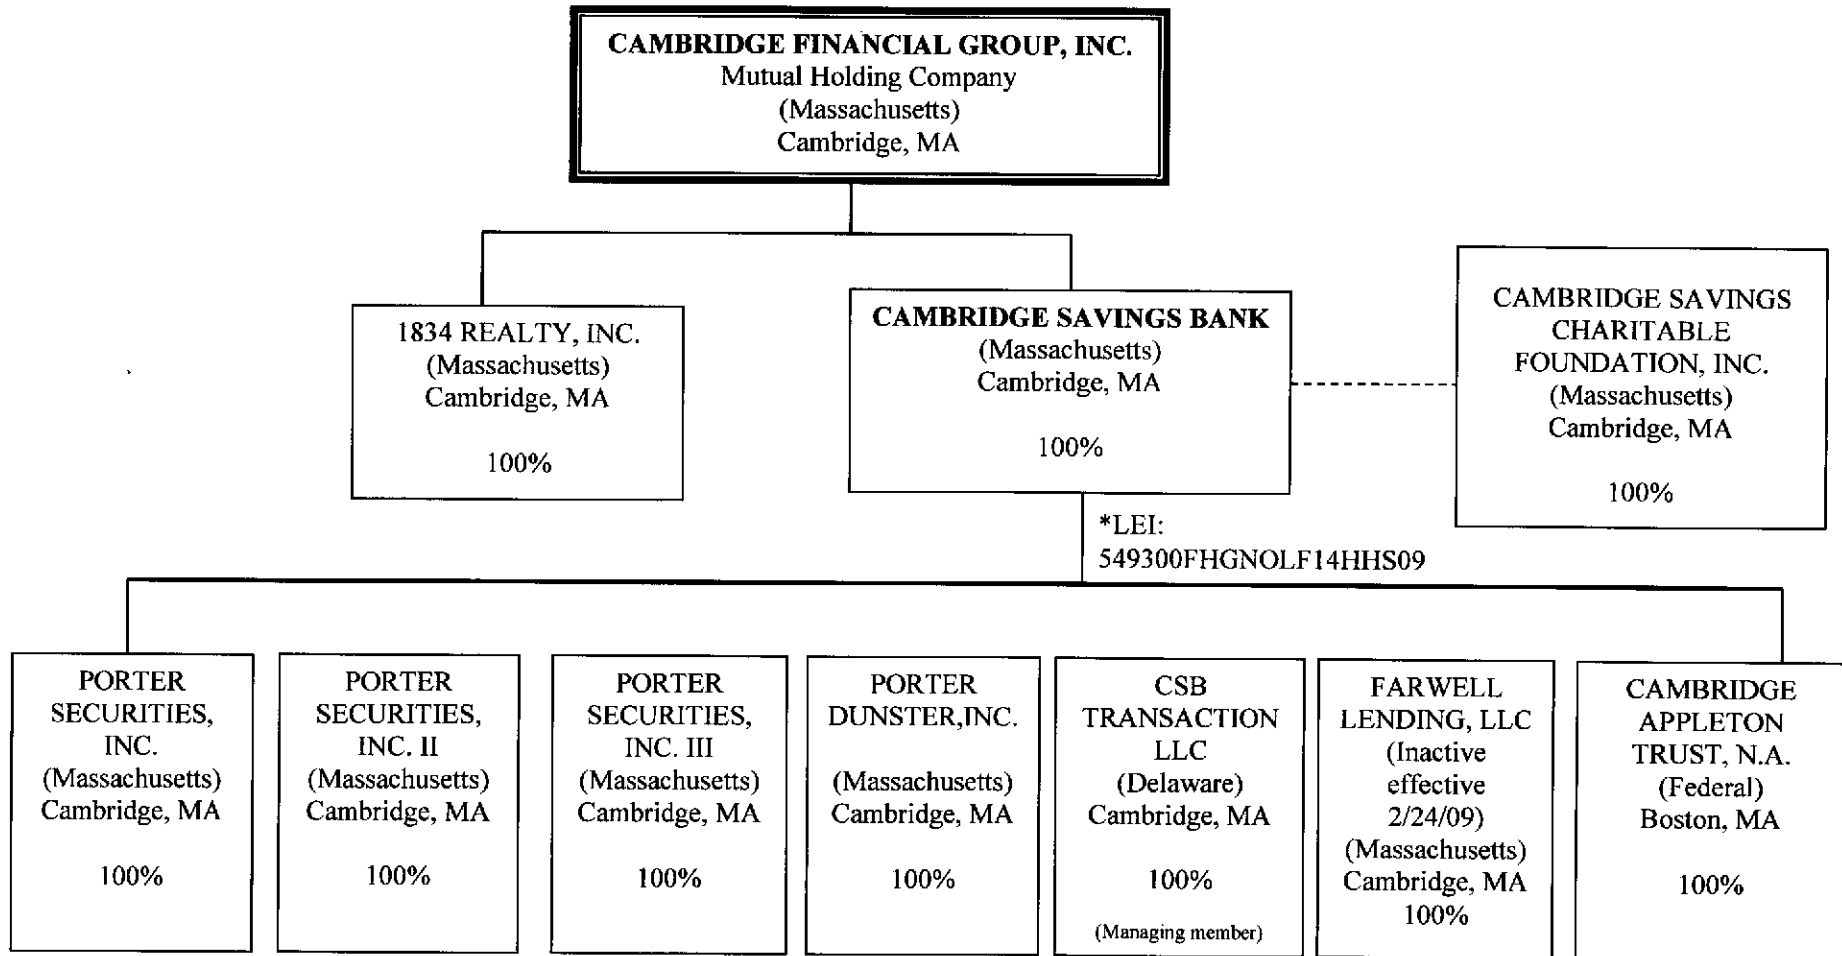 CAMBRIDGE FINANCIAL GROUP, INC.
Mutual Holding Company
(Massachusetts)
Cambridge, MA
1834 REALTY, INC.
(Massachusetts)
Cambridge, MA
100%
CAMBRIDGE SAVINGS BANK
(Massachusetts)
Cambridge, MA
100%
CAMBRIDGE SAVINGS
CHARITABLE
FOUNDATION, INC.
(Massachusetts)
Cambridge, MA
100%
*LEI:
549300FHGNOLF14HHS09
PORTER
SECURITIES,
INC.
(Massachusetts)
Cambridge, MA
100%
PORTER
SECURITIES,
INC. II
(Massachusetts)
Cambridge, MA
100%
PORTER
SECURITIES,
INC. III
(Massachusetts)
Cambridge, MA
100%
PORTER
DUNSTER,INC.
(Massachusetts)
Cambridge, MA
100%
CSB
TRANSACTION
LLC
(Delaware)
Cambridge, MA
100%
(Managing member)
FARWELL
LENDING, LLC
(Inactive
effective
2/24/09)
(Massachusetts)
Cambridge, MA
100%
CAMBRIDGE
APPLETON
TRUST, N.A.
(Federal)
Boston, MA
100%